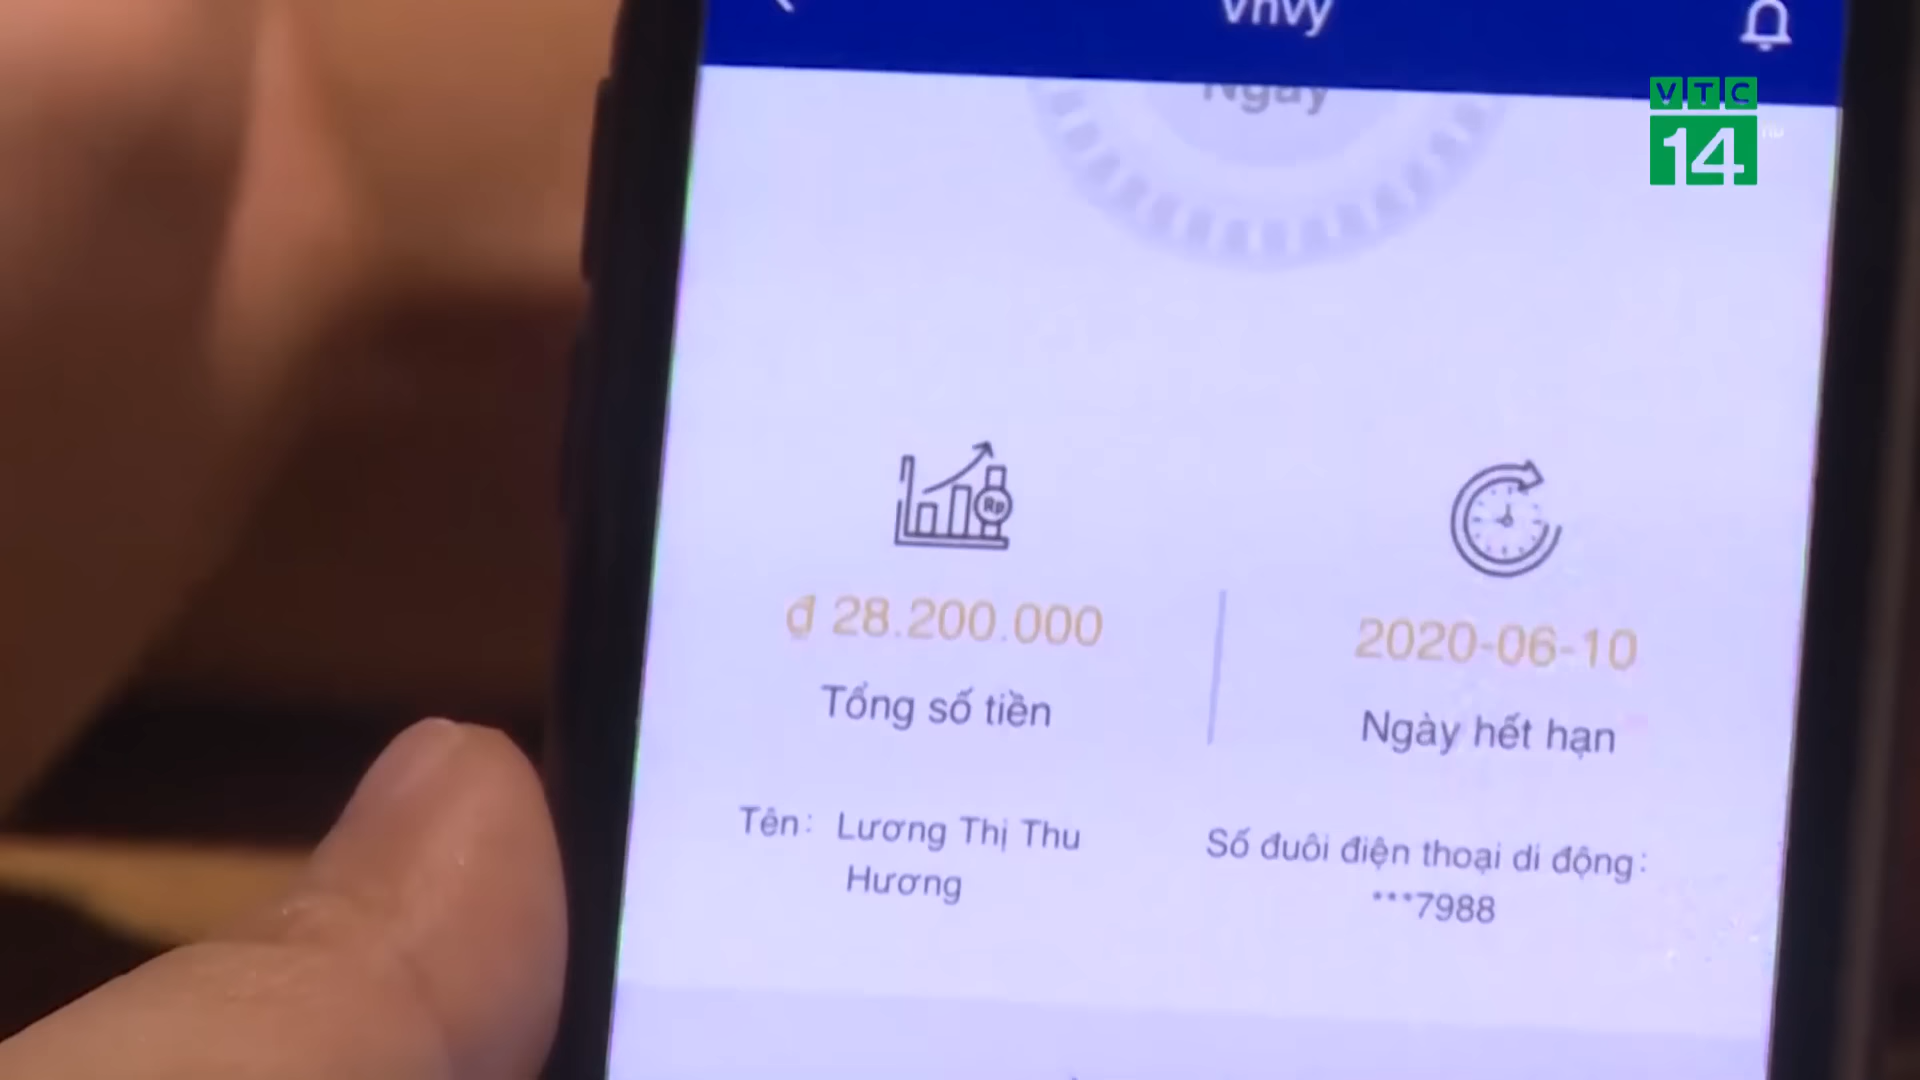 vnvy
VTC
14
Ngày
Rp
₫ 28.200.000
2020-06-10
Tổng số tiền
Ngày hết hạn
Tên: Lương Thị Thu
Hương
Số đuôi điện thoại di động:
***7988